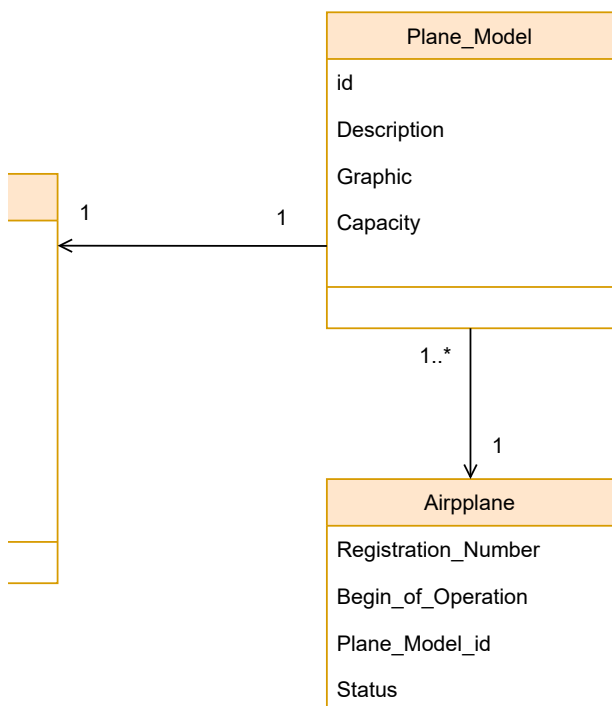 Plane_Model
id
Description
Graphic
Capacity
1
1
1..*
1
Airpplane
Registration_Number
Begin_of_Operation
Plane_Model_id
Status